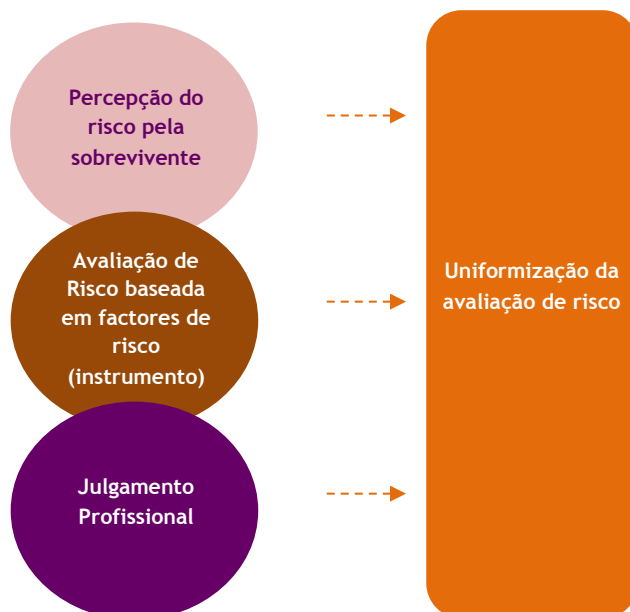 Percepção do
risco pela
sobrevivente
Avaliação de
Risco baseada
em factores de
risco
(instrumento)
Julgamento
Profissional
Uniformização da
avaliação de risco